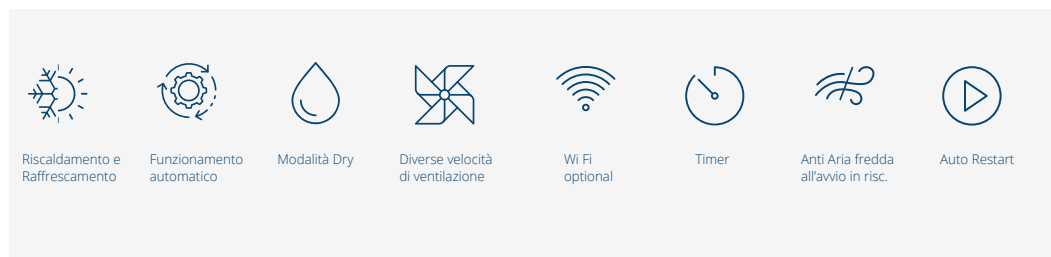 Riscaldamento e
Raffrescamento
Funzionamento
automatico
Modalità Dry
Diverse velocità
di ventilazione
Wi Fi
optional
Timer
Anti Aria fredda
all'avvio in risc.
Auto Restart